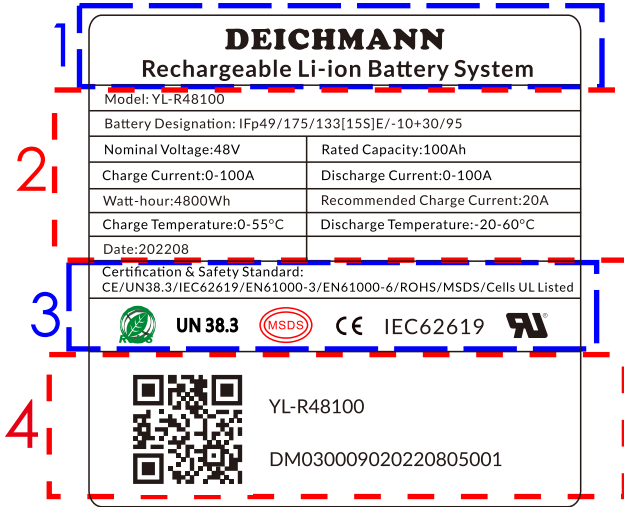 1
DEICHMANN
Rechargeable Li-ion Battery System
2
Model: YL-R48100
Battery Designation: IFp49/175/133[15S]E/-10+30/95
Nominal Voltage:48V
Rated Capacity:100Ah
Charge Current:0-100A
Discharge Current:0-100A
Watt-hour:4800Wh
Recommended Charge Current:20A
Charge Temperature:0-55°C
Discharge Temperature:-20-60°C
Date:202208
3
Certification & Safety Standard:
CE/UN38.3/IEC62619/EN61000-3/EN61000-6/ROHS/MSDS/Cells UL Listed
RoHS
UN 38.3
MSDS
CE
IEC62619
RU®
4
YL-R48100
DM030009020220805001